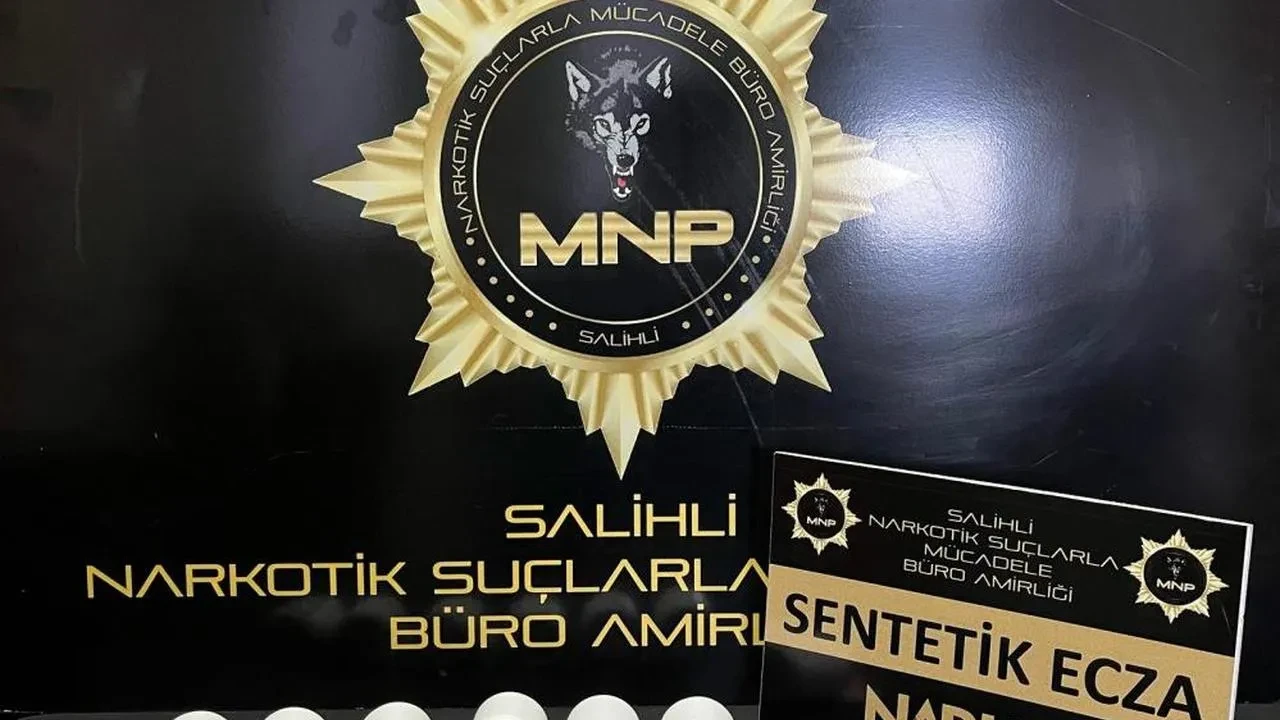 NARKOTİK SUÇLARLA MÜCADELE BÜRO AMİRLİĞİ
MNP
SALİHLİ
SALİHLİ
NARKOTİK SUÇLARLA
BÜRO AMİRL
MNP
SALİHLİ
NARKOTİK SUÇLARLA
MÜCADELE
BÜRO AMİRLİĞİ
MNP
SENTETİK ECZA